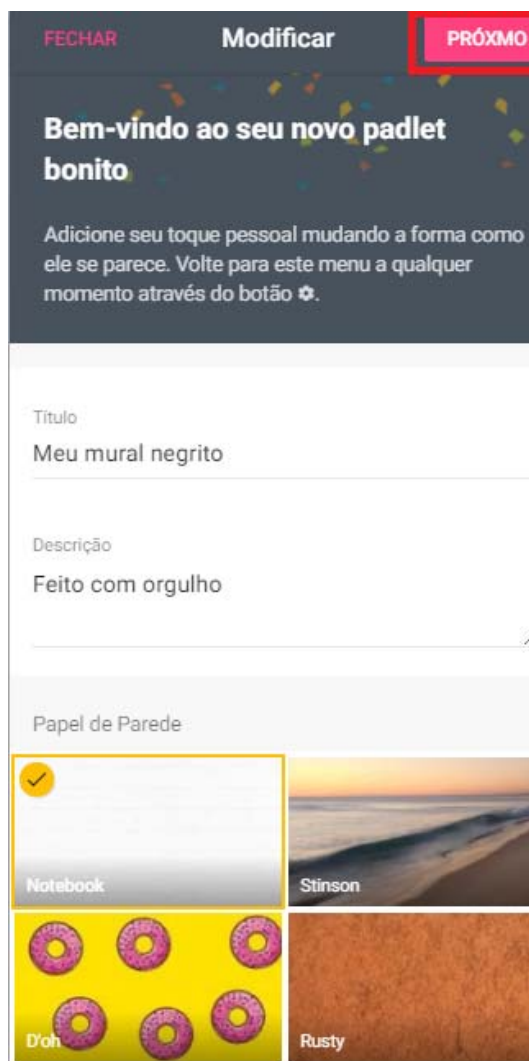 FECHAR Modificar PRÓXMO
Bem-vindo ao seu novo padlet
bonito
Adicione seu toque pessoal mudando a forma como
ele se parece. Volte para este menu a qualquer
momento através do botão .
Título
Meu mural negrito
Descrição
Feito com orgulho
Papel de Parede
Notebook Stinson
D'oh Rusty